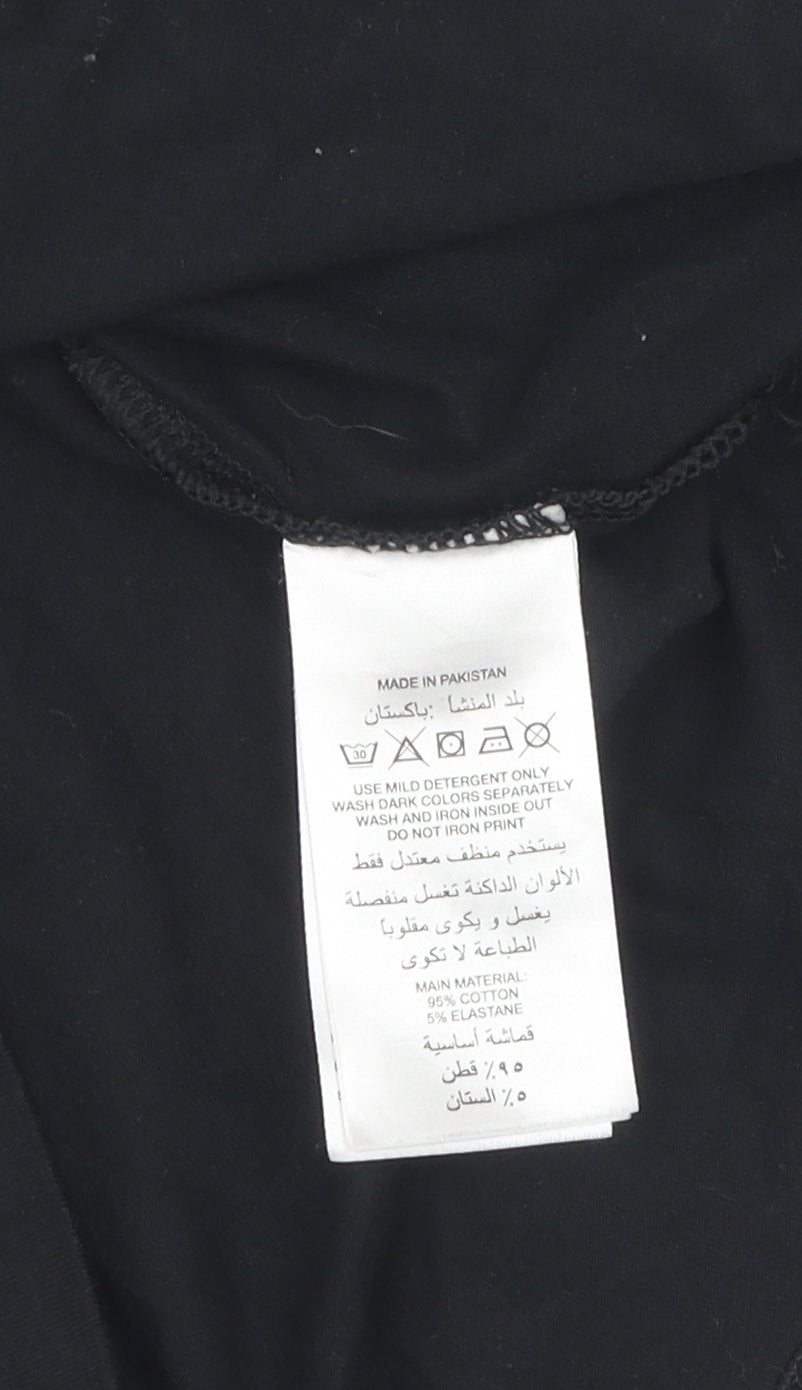 MADE IN PAKISTAN
بلد المنشأ :باكستان
30
USE MILD DETERGENT ONLY
WASH DARK COLORS SEPARATELY
WASH AND IRON INSIDE OUT
DO NOT IRON PRINT
يستخدم منظف معتدل فقط
الألوان الداكنة تغسل منفصلة
يغسل و يكوى مقلوبا
الطباعة لا تكوى
MAIN MATERIAL:
95% COTTON
5% ELASTANE
قماشة أساسية
٩٥٪ قطن
٥٪ الستان